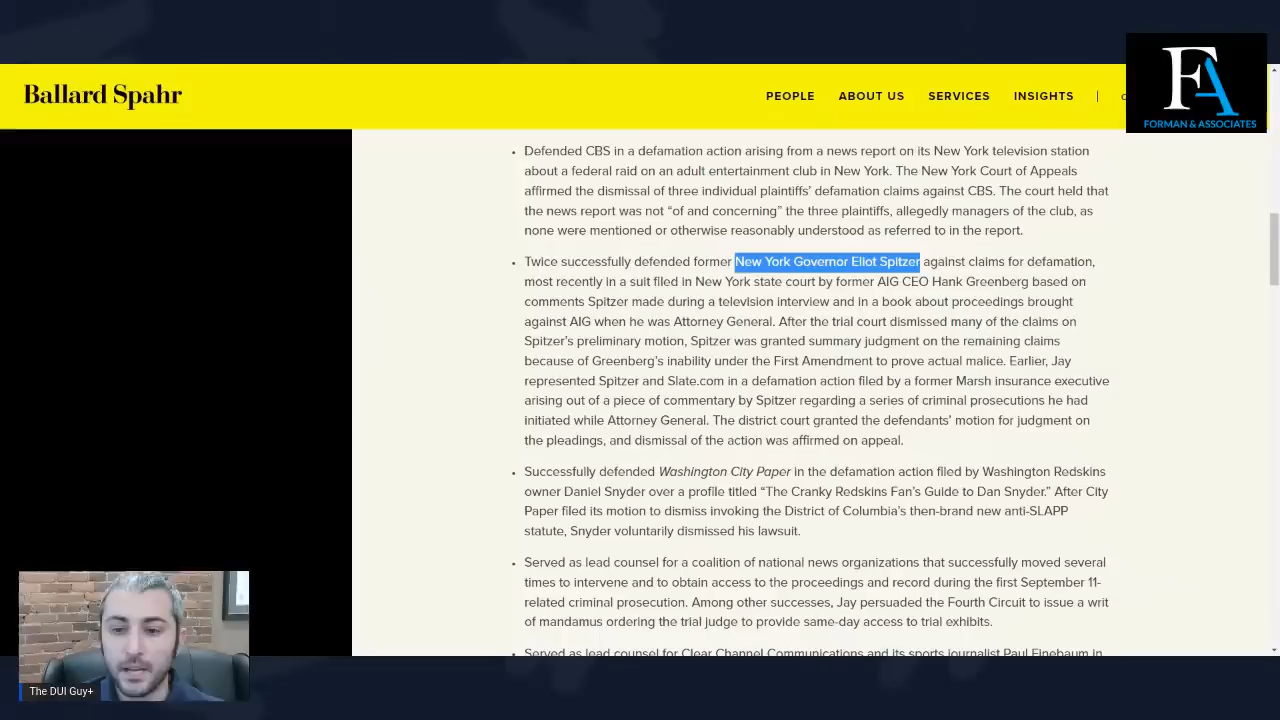 Ballard Spahr
PEOPLE ABOUT US SERVICES INSIGHTS |
FA
FORMAN & ASSOCIATES
• Defended CBS in a defamation action arising from a news report on its New York television station
about a federal raid on an adult entertainment club in New York. The New York Court of Appeals
affirmed the dismissal of three individual plaintiffs’ defamation claims against CBS. The court held that
the news report was not “of and concerning” the three plaintiffs, allegedly managers of the club, as
none were mentioned or otherwise reasonably understood as referred to in the report.
• Twice successfully defended former New York Governor Eliot Spitzer against claims for defamation,
most recently in a suit filed in New York state court by former AIG CEO Hank Greenberg based on
comments Spitzer made during a television interview and in a book about proceedings brought
against AIG when he was Attorney General. After the trial court dismissed many of the claims on
Spitzer’s preliminary motion, Spitzer was granted summary judgment on the remaining claims
because of Greenberg’s inability under the First Amendment to prove actual malice. Earlier, Jay
represented Spitzer and Slate.com in a defamation action filed by a former Marsh insurance executive
arising out of a piece of commentary by Spitzer regarding a series of criminal prosecutions he had
initiated while Attorney General. The district court granted the defendants’ motion for judgment on
the pleadings, and dismissal of the action was affirmed on appeal.
• Successfully defended Washington City Paper in the defamation action filed by Washington Redskins
owner Daniel Snyder over a profile titled “The Cranky Redskins Fan’s Guide to Dan Snyder.” After City
Paper filed its motion to dismiss invoking the District of Columbia’s then-brand new anti-SLAPP
statute, Snyder voluntarily dismissed his lawsuit.
• Served as lead counsel for a coalition of national news organizations that successfully moved several
times to intervene and to obtain access to the proceedings and record during the first September 11-
related criminal prosecution. Among other successes, Jay persuaded the Fourth Circuit to issue a writ
of mandamus ordering the trial judge to provide same-day access to trial exhibits.
• Served as lead counsel for Clear Channel Communications and its sports journalist Paul Finebaum in
The DUI Guy+